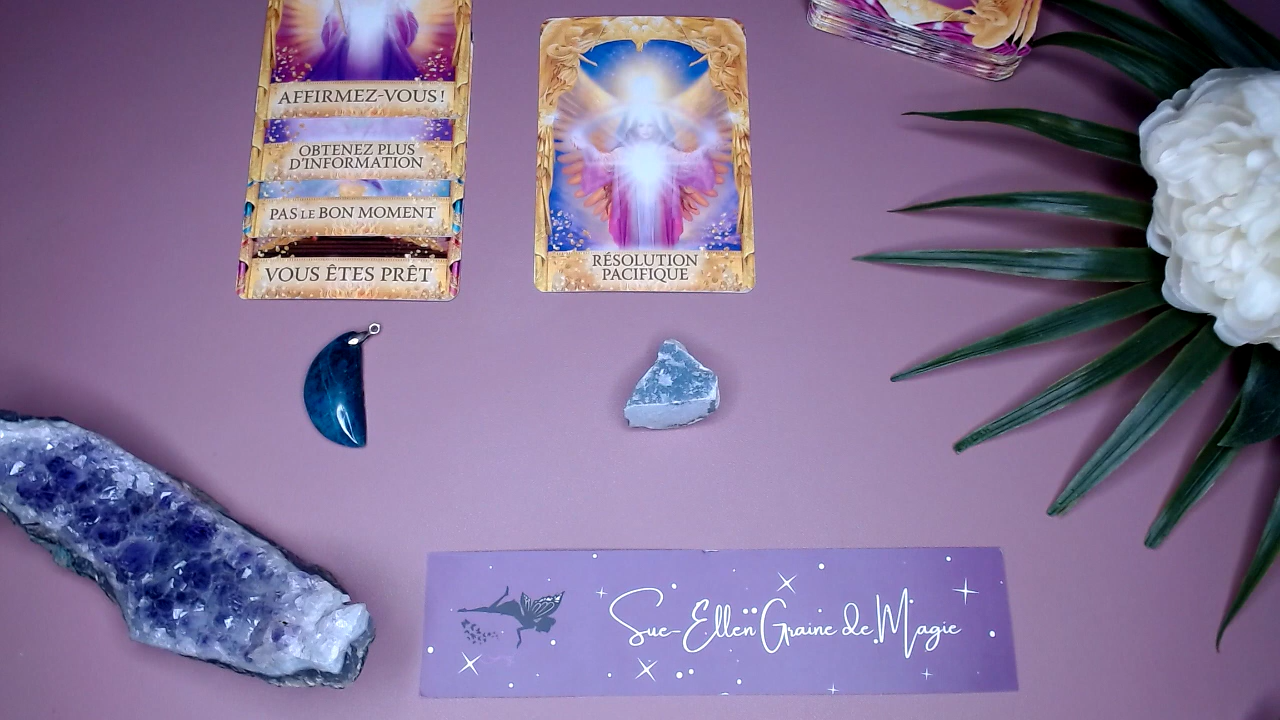 AFFIRMEZ-VOUS!
OBTENEZ PLUS
D'INFORMATION
PAS LE BON MOMENT
VOUS ÊTES PRÊT
RÉSOLUTION
PACIFIQUE
Sue-Ellen Graine de Magie